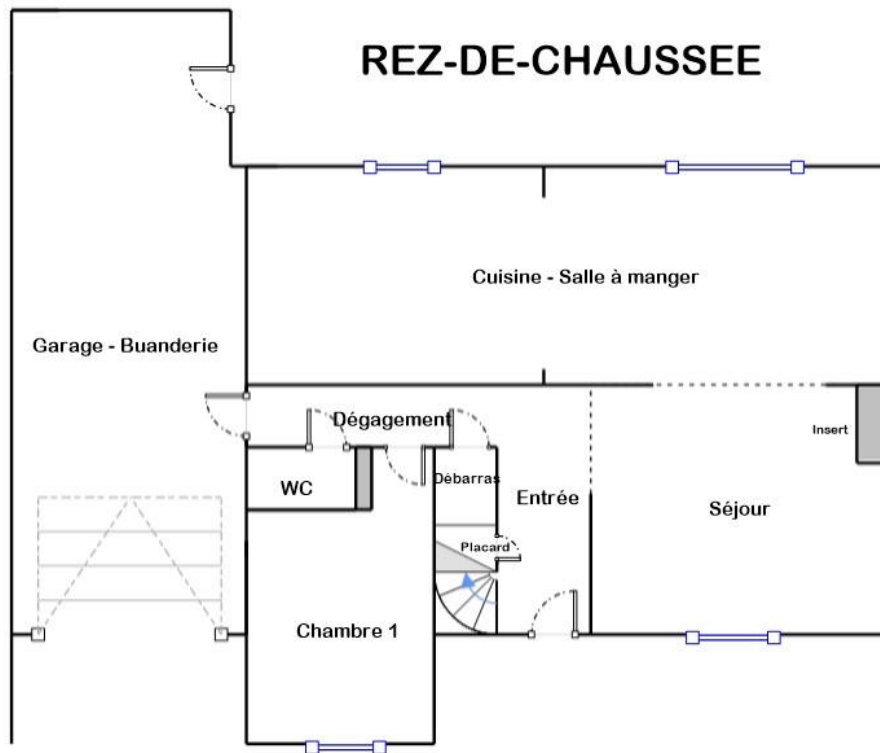 REZ-DE-CHAUSSEE
Cuisine - Salle à manger
Garage - Buanderie
Dégagement
Insert
Débarras
WC
Entrée
Séjour
Placard
Chambre 1